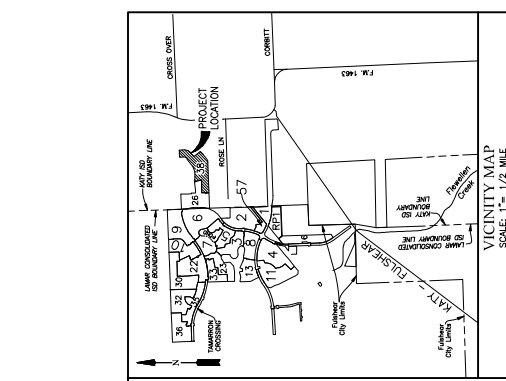 CROSS OVER
CORBITT
F.M. 1463
F.M. 1463
PROJECT
LOCATION
ROSE LN
KATY ISD
BOUNDARY LINE
LAMAR CONSOLIDATED
ISD BOUNDARY LINE
38
26
57
9
6
2
RP1
7
8
4
11
13
22
30
33
32
36
TAMARRON
CROSSING
N
KATY - FULSHEAR
Fulshear
City Limits
Fulshear
City Limits
LAMAR CONSOLIDATED
ISD BOUNDARY LINE
KATY ISD
BOUNDARY
LINE
Flewellen
Creek
VICINITY MAP
SCALE: 1"= 1/2 MILE